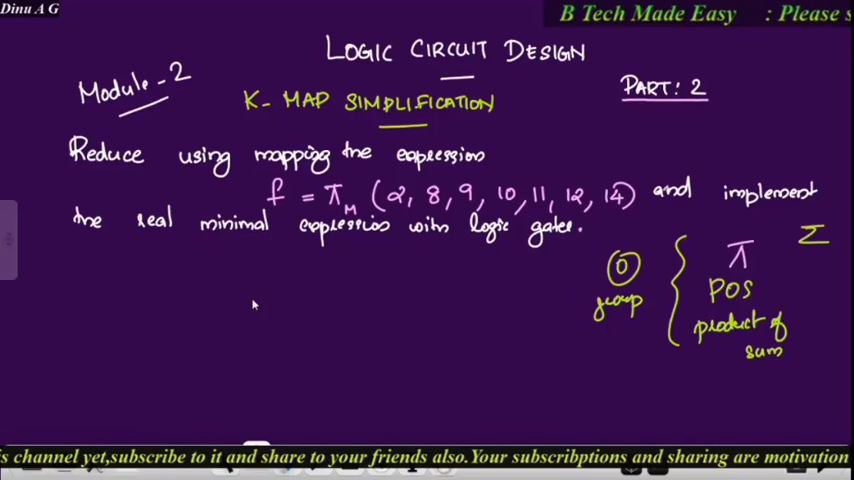 Dinu A G
B Tech Made Easy : Please s
LOGIC CIRCUIT DESIGN
Module - 2
PART: 2
K- MAP SIMPLIFICATION
Reduce using mapping the expression
f = πM (2, 8, 9, 10, 11, 12, 14) and implement
the real minimal expression with logic gates.
Σ
0 { π
group POS
product of
sum
is channel yet,subscribe to it and share to your friends also.Your subscribptions and sharing are motivation